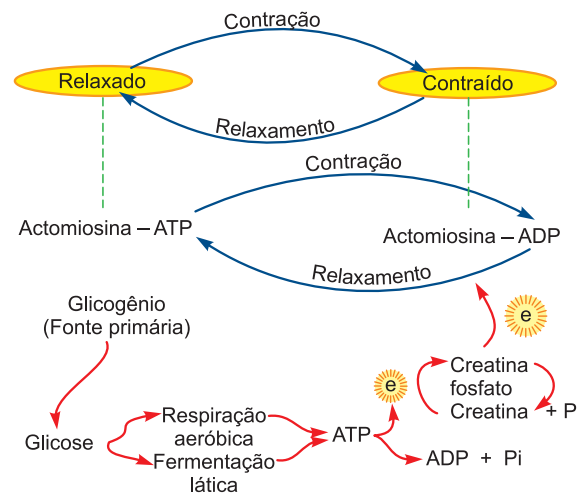 Contração
Relaxado
Contraído
Relaxamento
Contração
Actomiosina – ATP
Actomiosina – ADP
Relaxamento
Glicogênio
(Fonte primária)
e
Creatina
fosfato
Creatina + P
e
Respiração
aeróbica
Glicose
ATP
Fermentação
lática
ADP + Pi